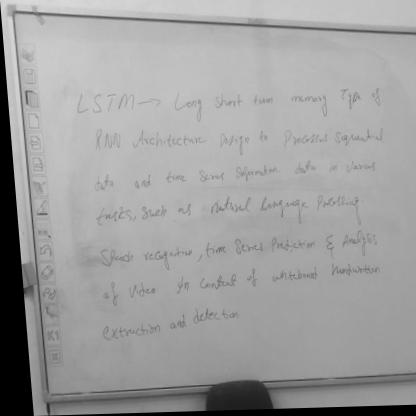 LSTM → Long short term memory Type of
RNN Architecture Design to Processes Sequential
data and time Series information data in various
tasks, such as natural language Processing
Speech recognition, time Series Prediction & Analysis
of video in context of whiteboard handwritten
extraction and detection